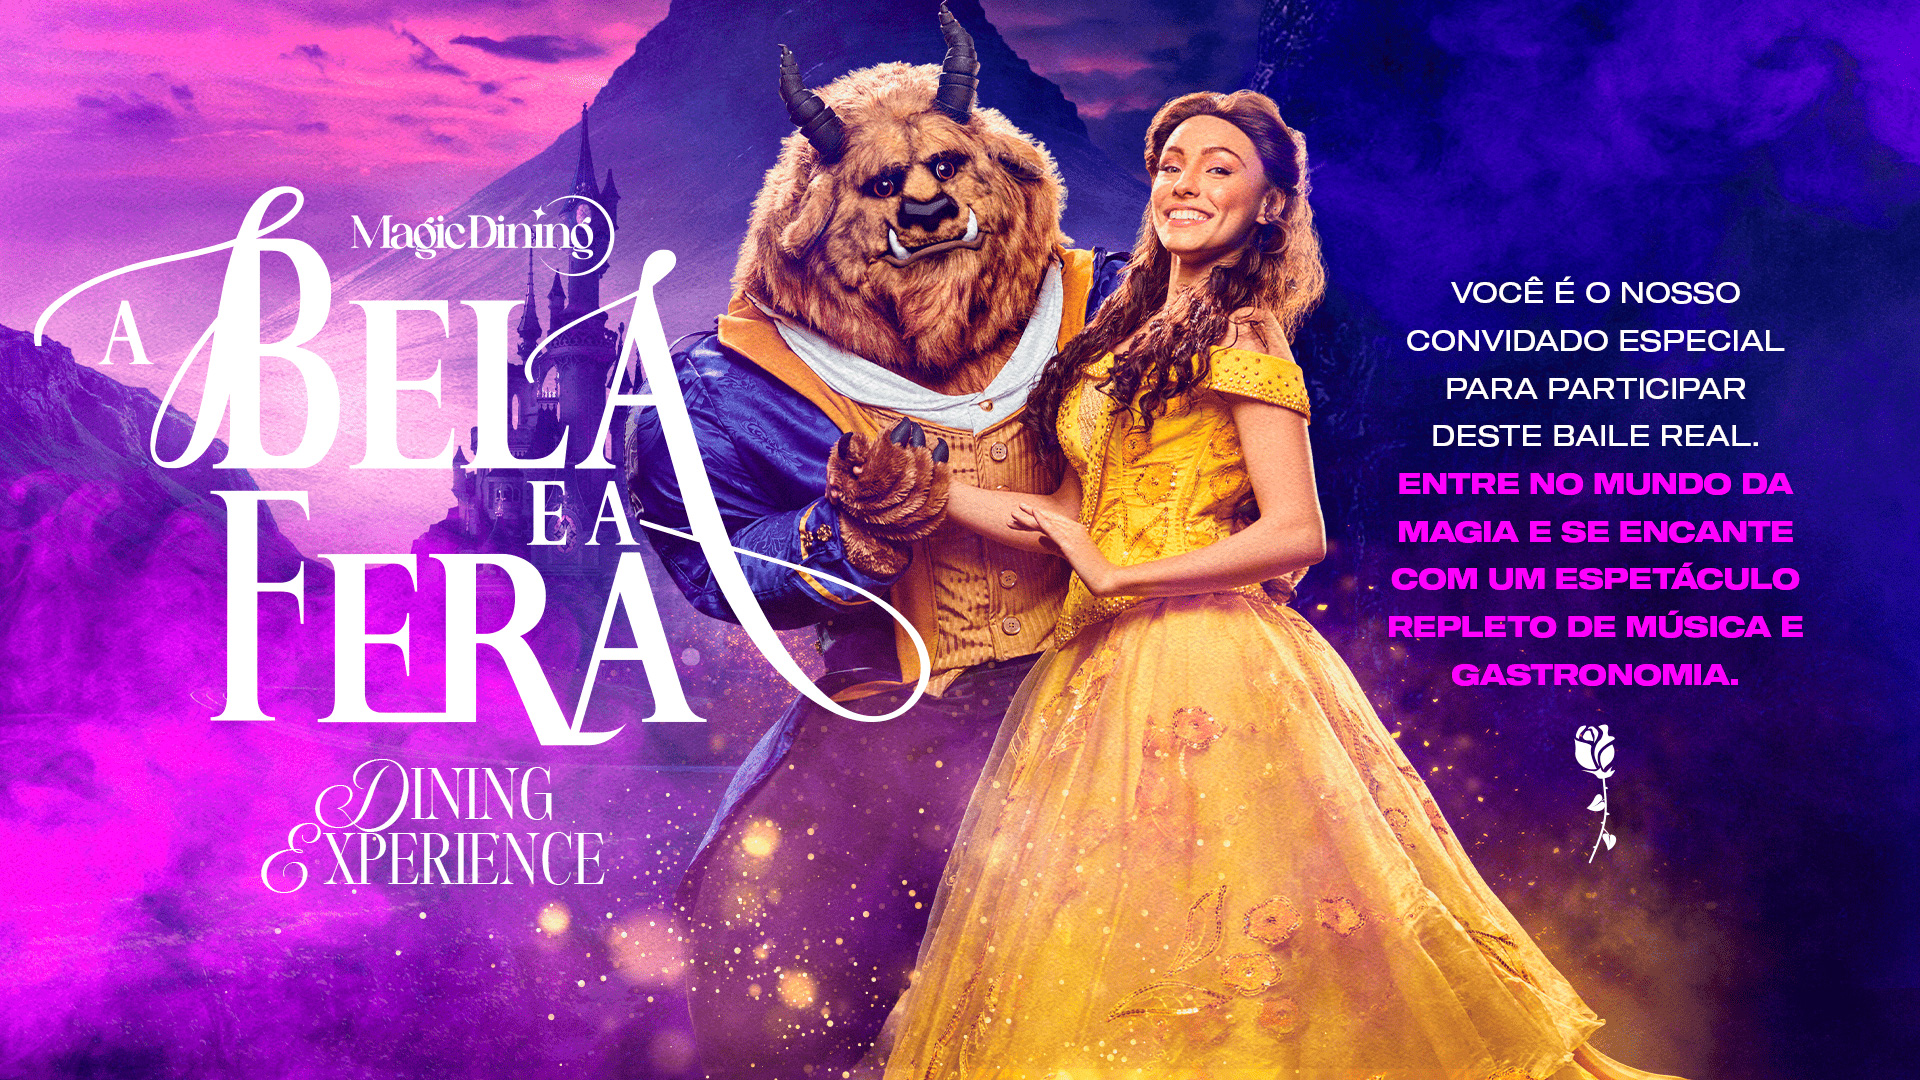 MagicDining
A BELA
E A
FERA
DINING
EXPERIENCE
VOCÊ É O NOSSO
CONVIDADO ESPECIAL
PARA PARTICIPAR
DESTE BAILE REAL.
ENTRE NO MUNDO DA
MAGIA E SE ENCANTE
COM UM ESPETÁCULO
REPLETO DE MÚSICA E
GASTRONOMIA.